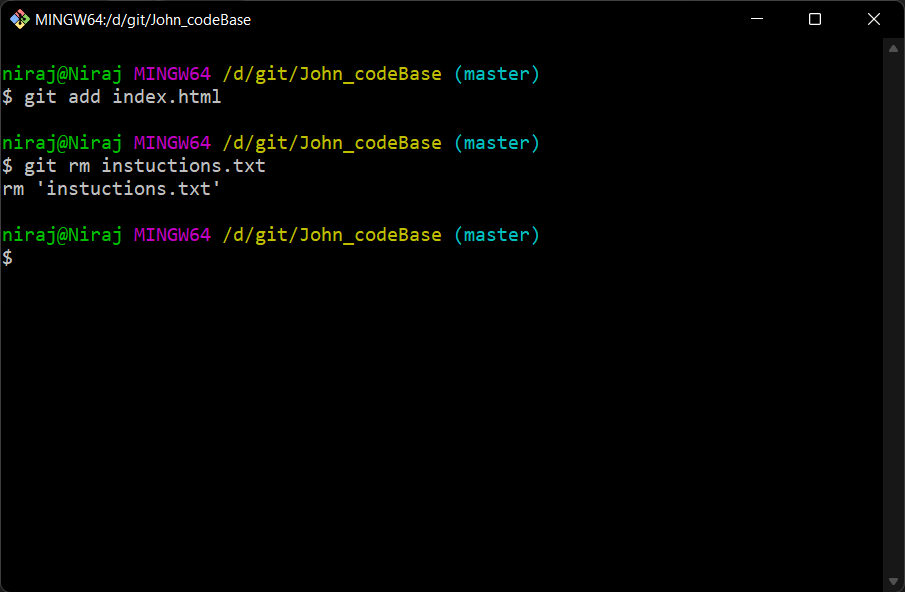 MINGW64:/d/git/John_codeBase
niraj@Niraj MINGW64 /d/git/John_codeBase (master)
$ git add index.html
niraj@Niraj MINGW64 /d/git/John_codeBase (master)
$ git rm instuctions.txt
rm 'instuctions.txt'
niraj@Niraj MINGW64 /d/git/John_codeBase (master)
$